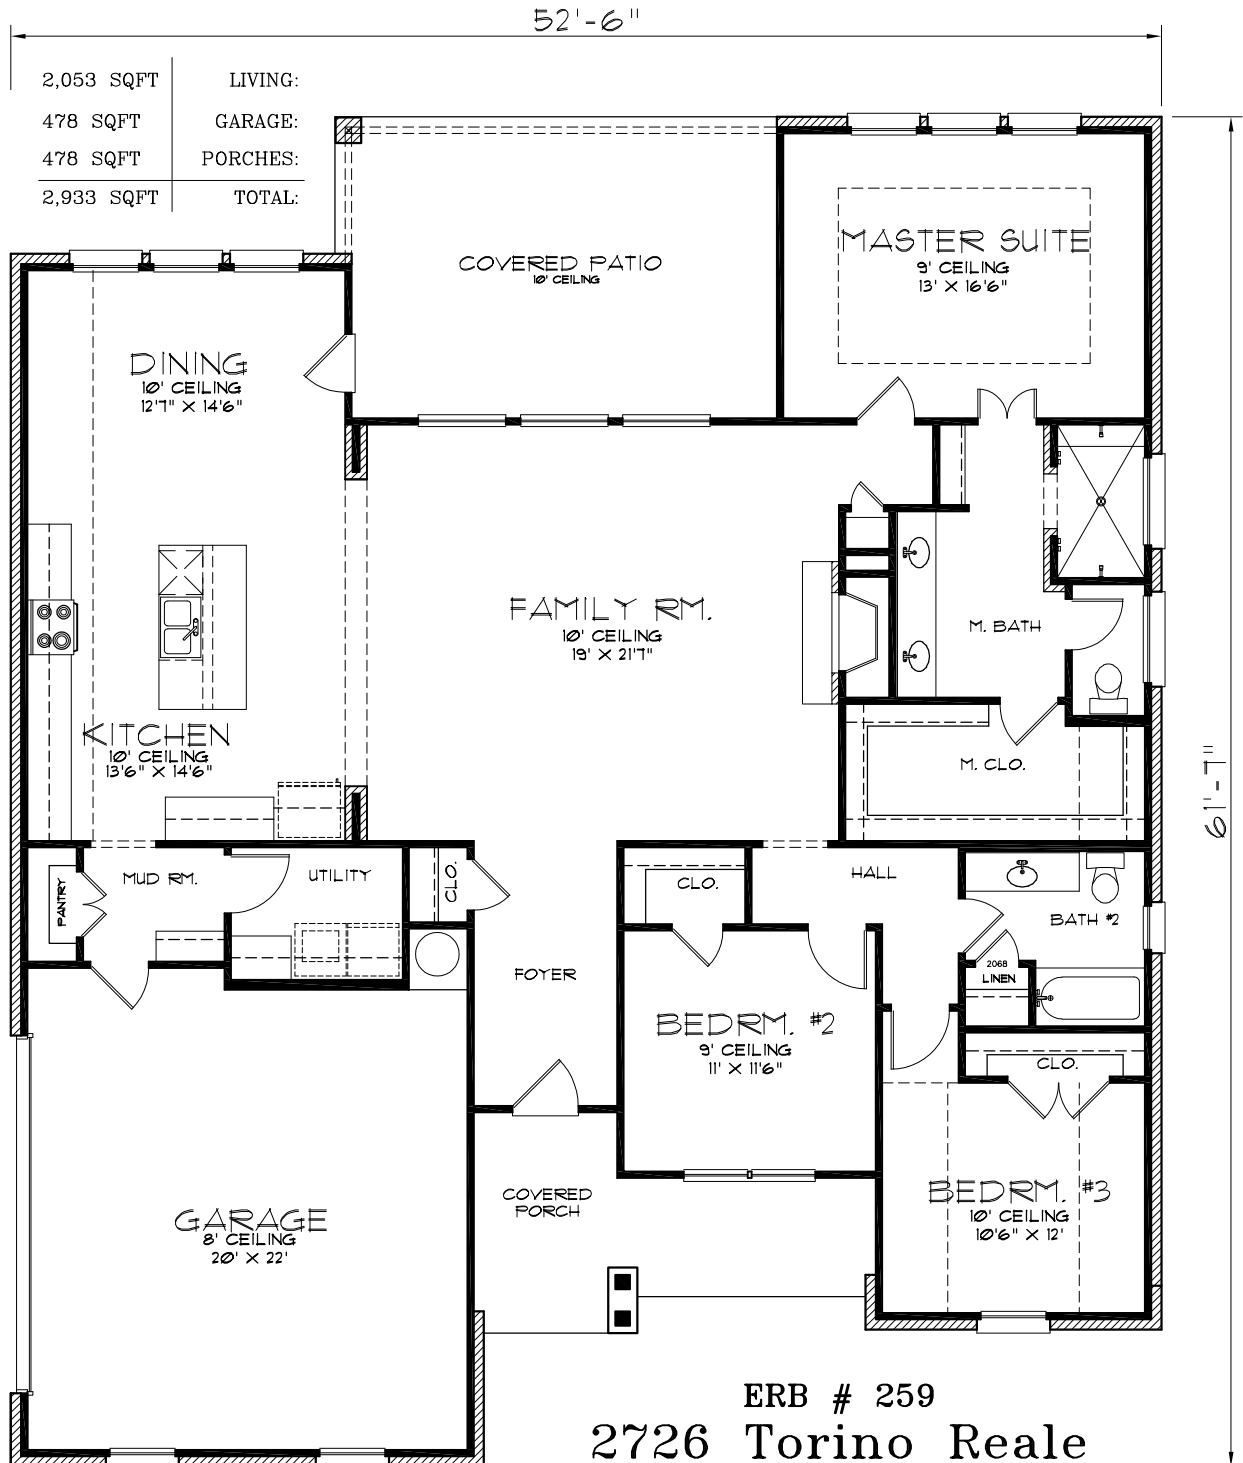 52'-6"
2,053 SQFT LIVING:
478 SQFT GARAGE:
478 SQFT PORCHES:
2,933 SQFT TOTAL:
MASTER SUITE
9' CEILING
13' X 16'6"
COVERED PATIO
10' CEILING
DINING
10' CEILING
12'7" X 14'6"
FAMILY RM.
10' CEILING
19' X 21'7"
M. BATH
KITCHEN
10' CEILING
13'6" X 14'6"
M. CLO.
61'-7"
PANTRY
MUD RM.
UTILITY
CLO.
CLO.
HALL
BATH #2
2068
LINEN
FOYER
BEDRM. #2
9' CEILING
11' X 11'6"
CLO.
COVERED
PORCH
BEDRM. #3
10' CEILING
10'6" X 12'
GARAGE
8' CEILING
20' X 22'
ERB # 259
2726 Torino Reale